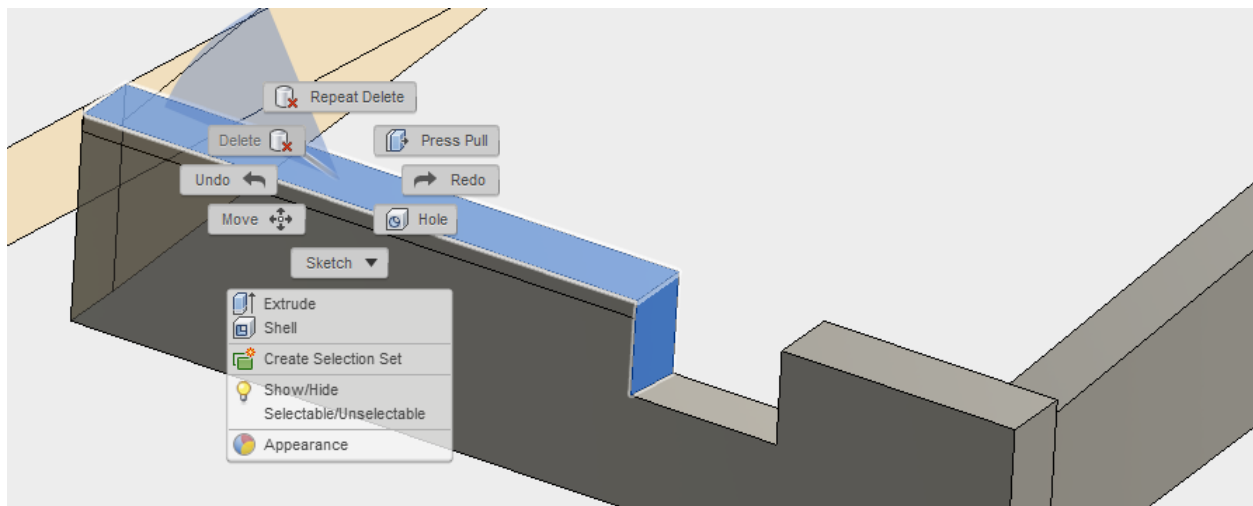 Repeat Delete
Delete
Press Pull
Undo
Redo
Move
Hole
Sketch
Extrude
Shell
Create Selection Set
Show/Hide
Selectable/Unselectable
Appearance